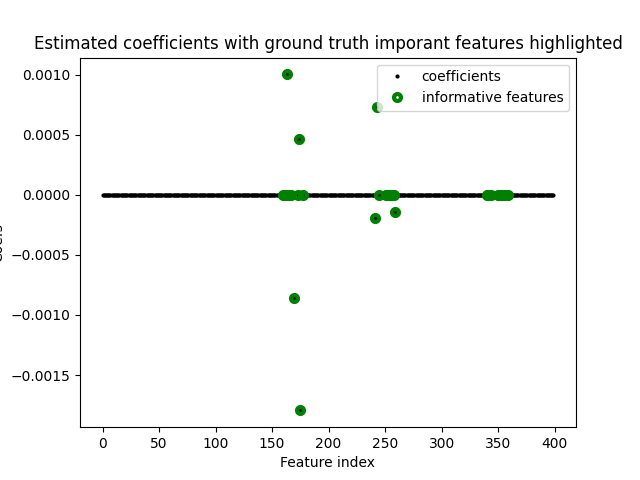 Estimated coefficients with ground truth imporant features highlighted
coefficients
informative features
0.0010
0.0005
0.0000
−0.0005
−0.0010
−0.0015
0 50 100 150 200 250 300 350 400
Feature index